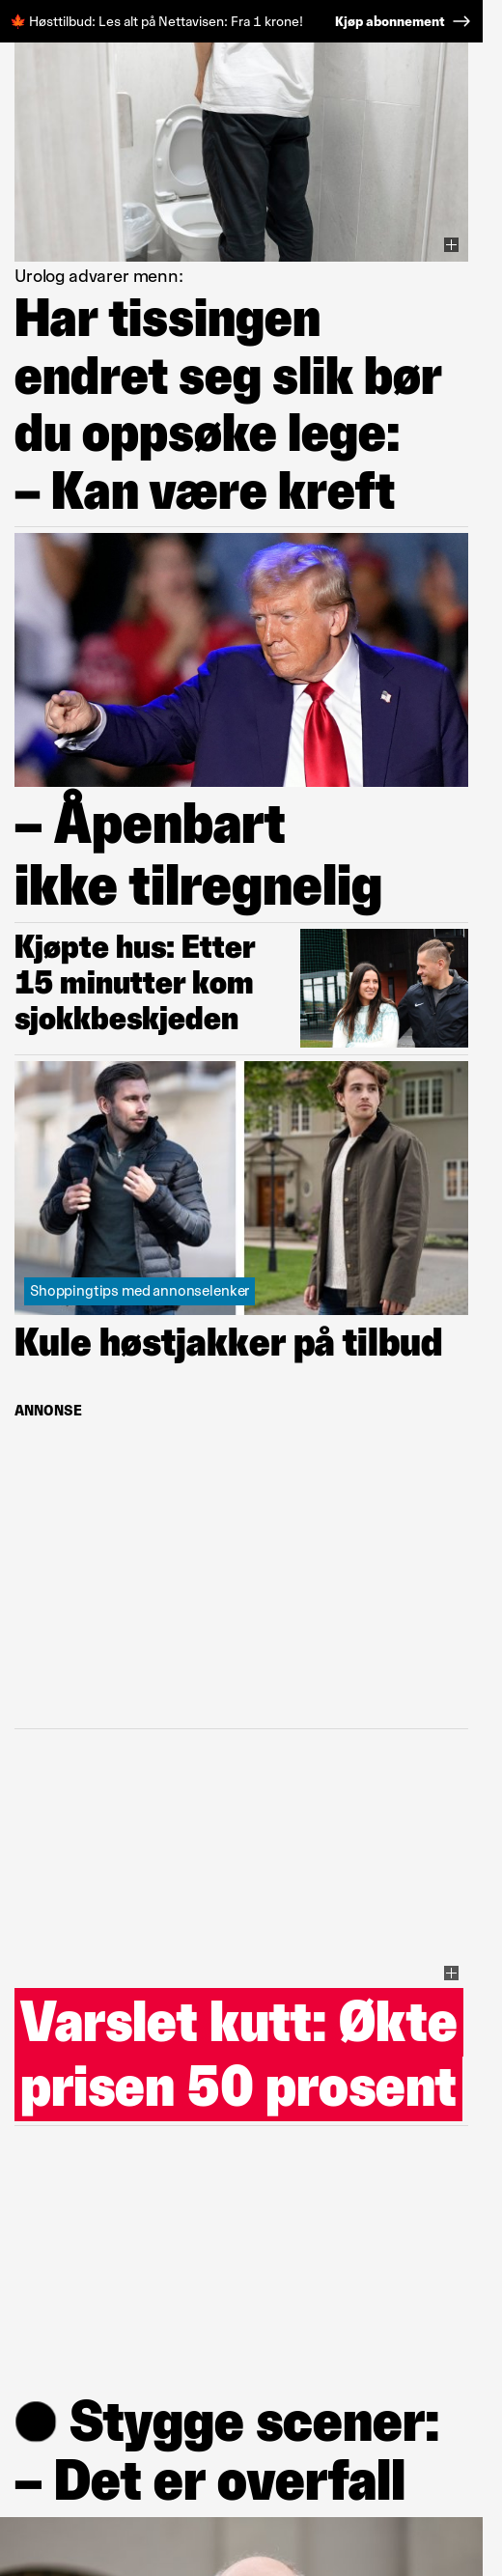 🍁 Høsttilbud: Les alt på Nettavisen: Fra 1 krone! Kjøp abonnement →
Urolog advarer menn:
Har tissingen
endret seg slik bør
du oppsøke lege:
– Kan være kreft
– Åpenbart
ikke tilregnelig
Kjøpte hus: Etter
15 minutter kom
sjokkbeskjeden
Shoppingtips med annonselenker
Kule høstjakker på tilbud
ANNONSE
Varslet kutt: Økte
prisen 50 prosent
● Stygge scener:
– Det er overfall